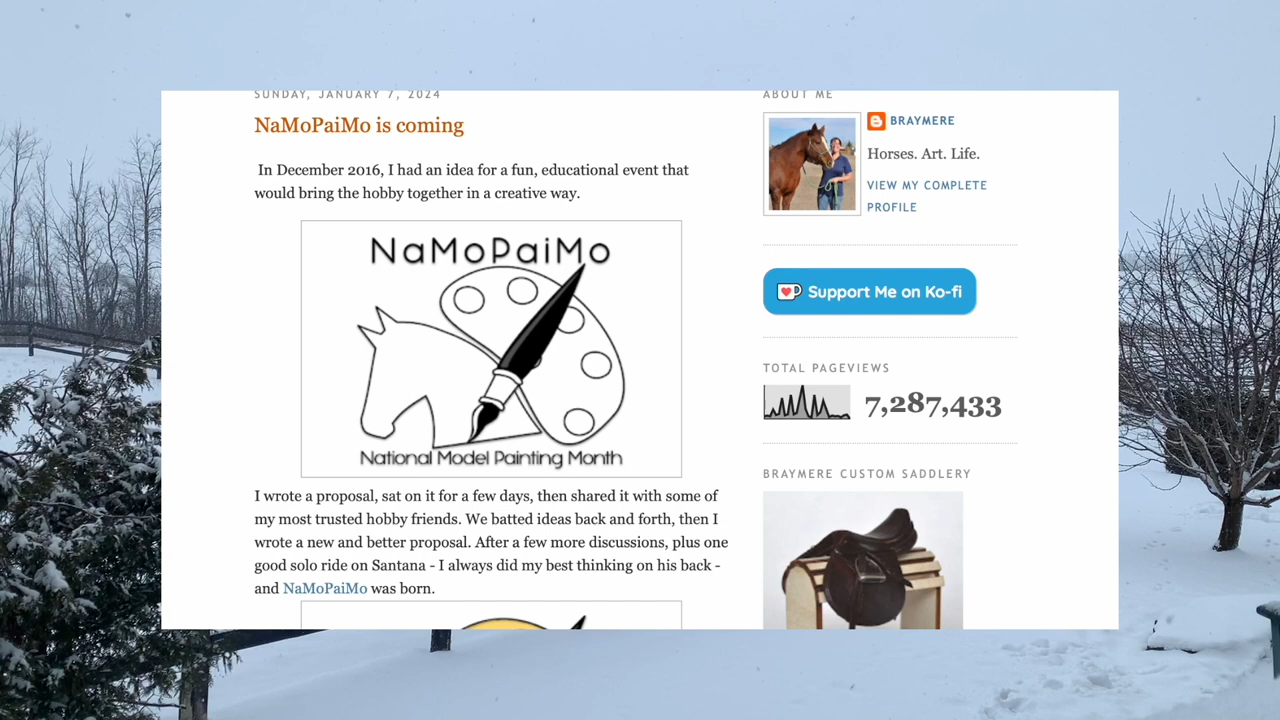 SUNDAY, JANUARY 7, 2024
NaMoPaiMo is coming
In December 2016, I had an idea for a fun, educational event that
would bring the hobby together in a creative way.
NaMoPaiMo
National Model Painting Month
I wrote a proposal, sat on it for a few days, then shared it with some of
my most trusted hobby friends. We batted ideas back and forth, then I
wrote a new and better proposal. After a few more discussions, plus one
good solo ride on Santana - I always did my best thinking on his back -
and NaMoPaiMo was born.
ABOUT ME
BRAYMERE
Horses. Art. Life.
VIEW MY COMPLETE
PROFILE
Support Me on Ko-fi
TOTAL PAGEVIEWS
7,287,433
BRAYMERE CUSTOM SADDLERY